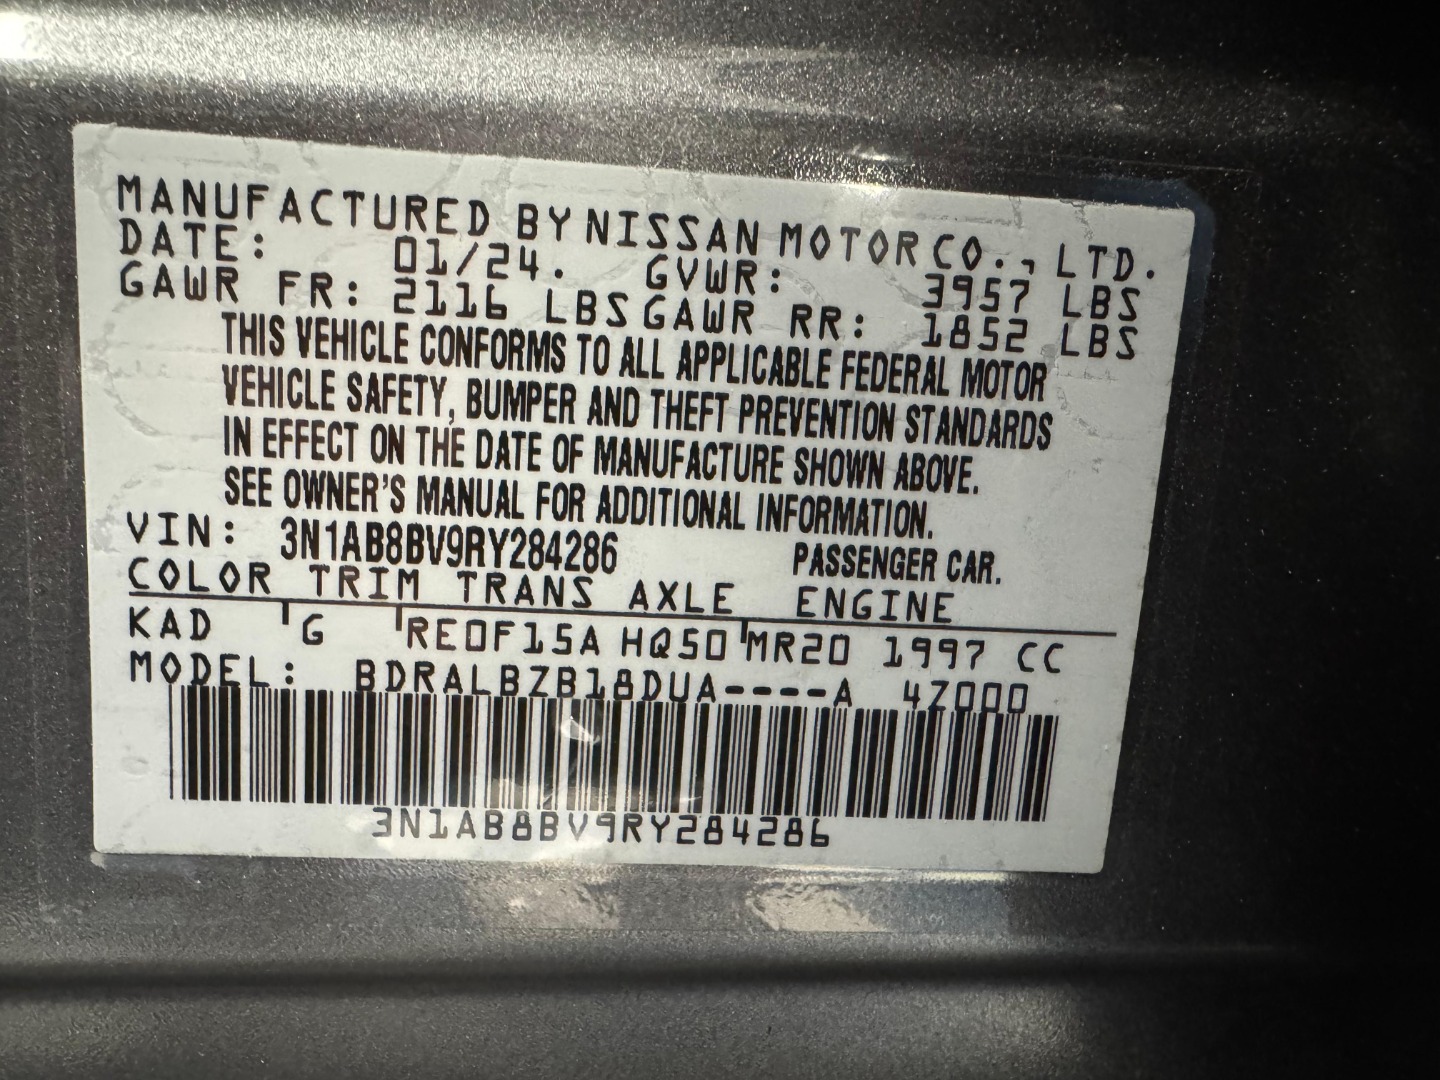 MANUFACTURED BY NISSAN MOTOR CO., LTD.
DATE: 01/24. GVWR: 3957 LBS
GAWR FR: 2116 LBS GAWR RR: 1852 LBS
THIS VEHICLE CONFORMS TO ALL APPLICABLE FEDERAL MOTOR
VEHICLE SAFETY, BUMPER AND THEFT PREVENTION STANDARDS
IN EFFECT ON THE DATE OF MANUFACTURE SHOWN ABOVE.
SEE OWNER'S MANUAL FOR ADDITIONAL INFORMATION.
VIN: 3N1AB8BV9RY284286 PASSENGER CAR.
COLOR TRIM TRANS AXLE ENGINE
KAD G RE0F15A HQ50 MR20 1997 CC
MODEL: BDRALBZB18DUA----A 4Z000
3N1AB8BV9RY284286